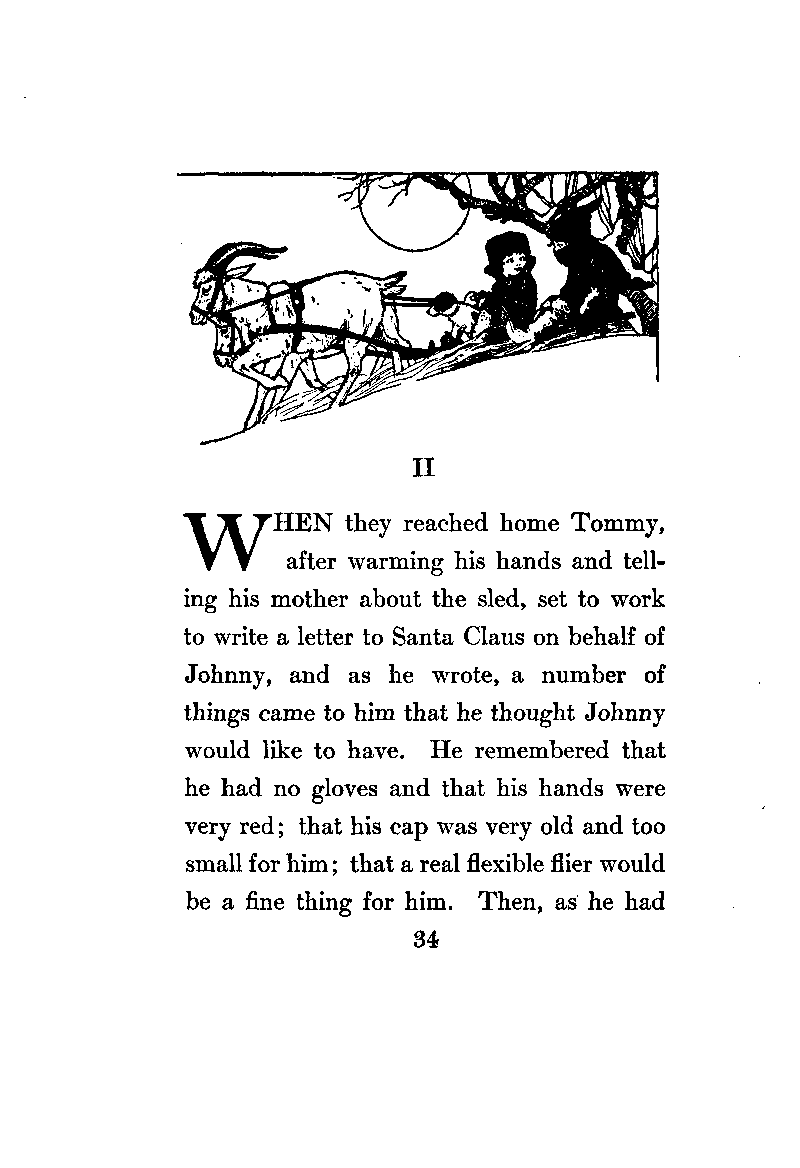 II
WHEN they reached home Tommy,
after warming his hands and tell-
ing his mother about the sled, set to work
to write a letter to Santa Claus on behalf of
Johnny, and as he wrote, a number of
things came to him that he thought Johnny
would like to have. He remembered that
he had no gloves and that his hands were
very red; that his cap was very old and too
small for him; that a real flexible flier would
be a fine thing for him. Then, as he had
34